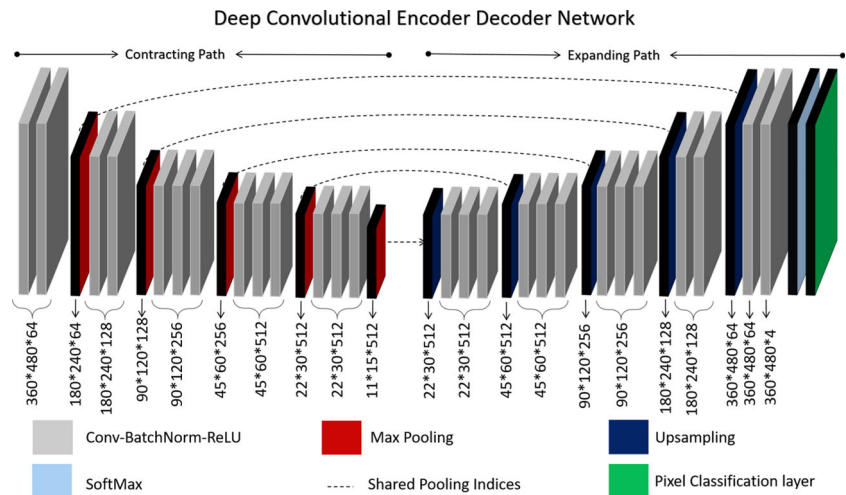 Deep Convolutional Encoder Decoder Network
Contracting Path
Expanding Path
360*480*64
180*240*64
180*240*128
90*120*128
90*120*256
45*60*256
45*60*512
22*30*512
22*30*512
11*15*512
22*30*512
22*30*512
45*60*512
45*60*512
90*120*256
90*120*256
180*240*128
180*240*128
360*480*64
360*480*64
360*480*4
Conv-BatchNorm-ReLU
Max Pooling
Upsampling
SoftMax
Shared Pooling Indices
Pixel Classification layer